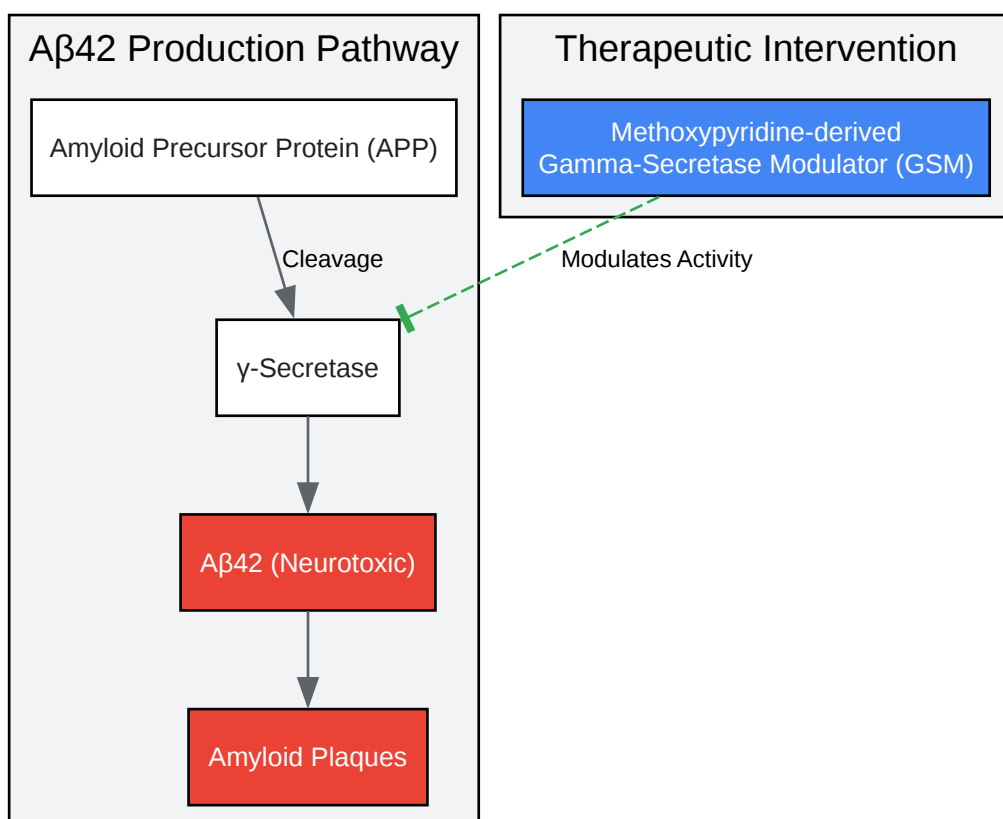 Aβ42 Production Pathway
Amyloid Precursor Protein (APP)
Cleavage
γ-Secretase
Aβ42 (Neurotoxic)
Amyloid Plaques
Therapeutic Intervention
Methoxypyridine-derived
Gamma-Secretase Modulator (GSM)
Modulates Activity